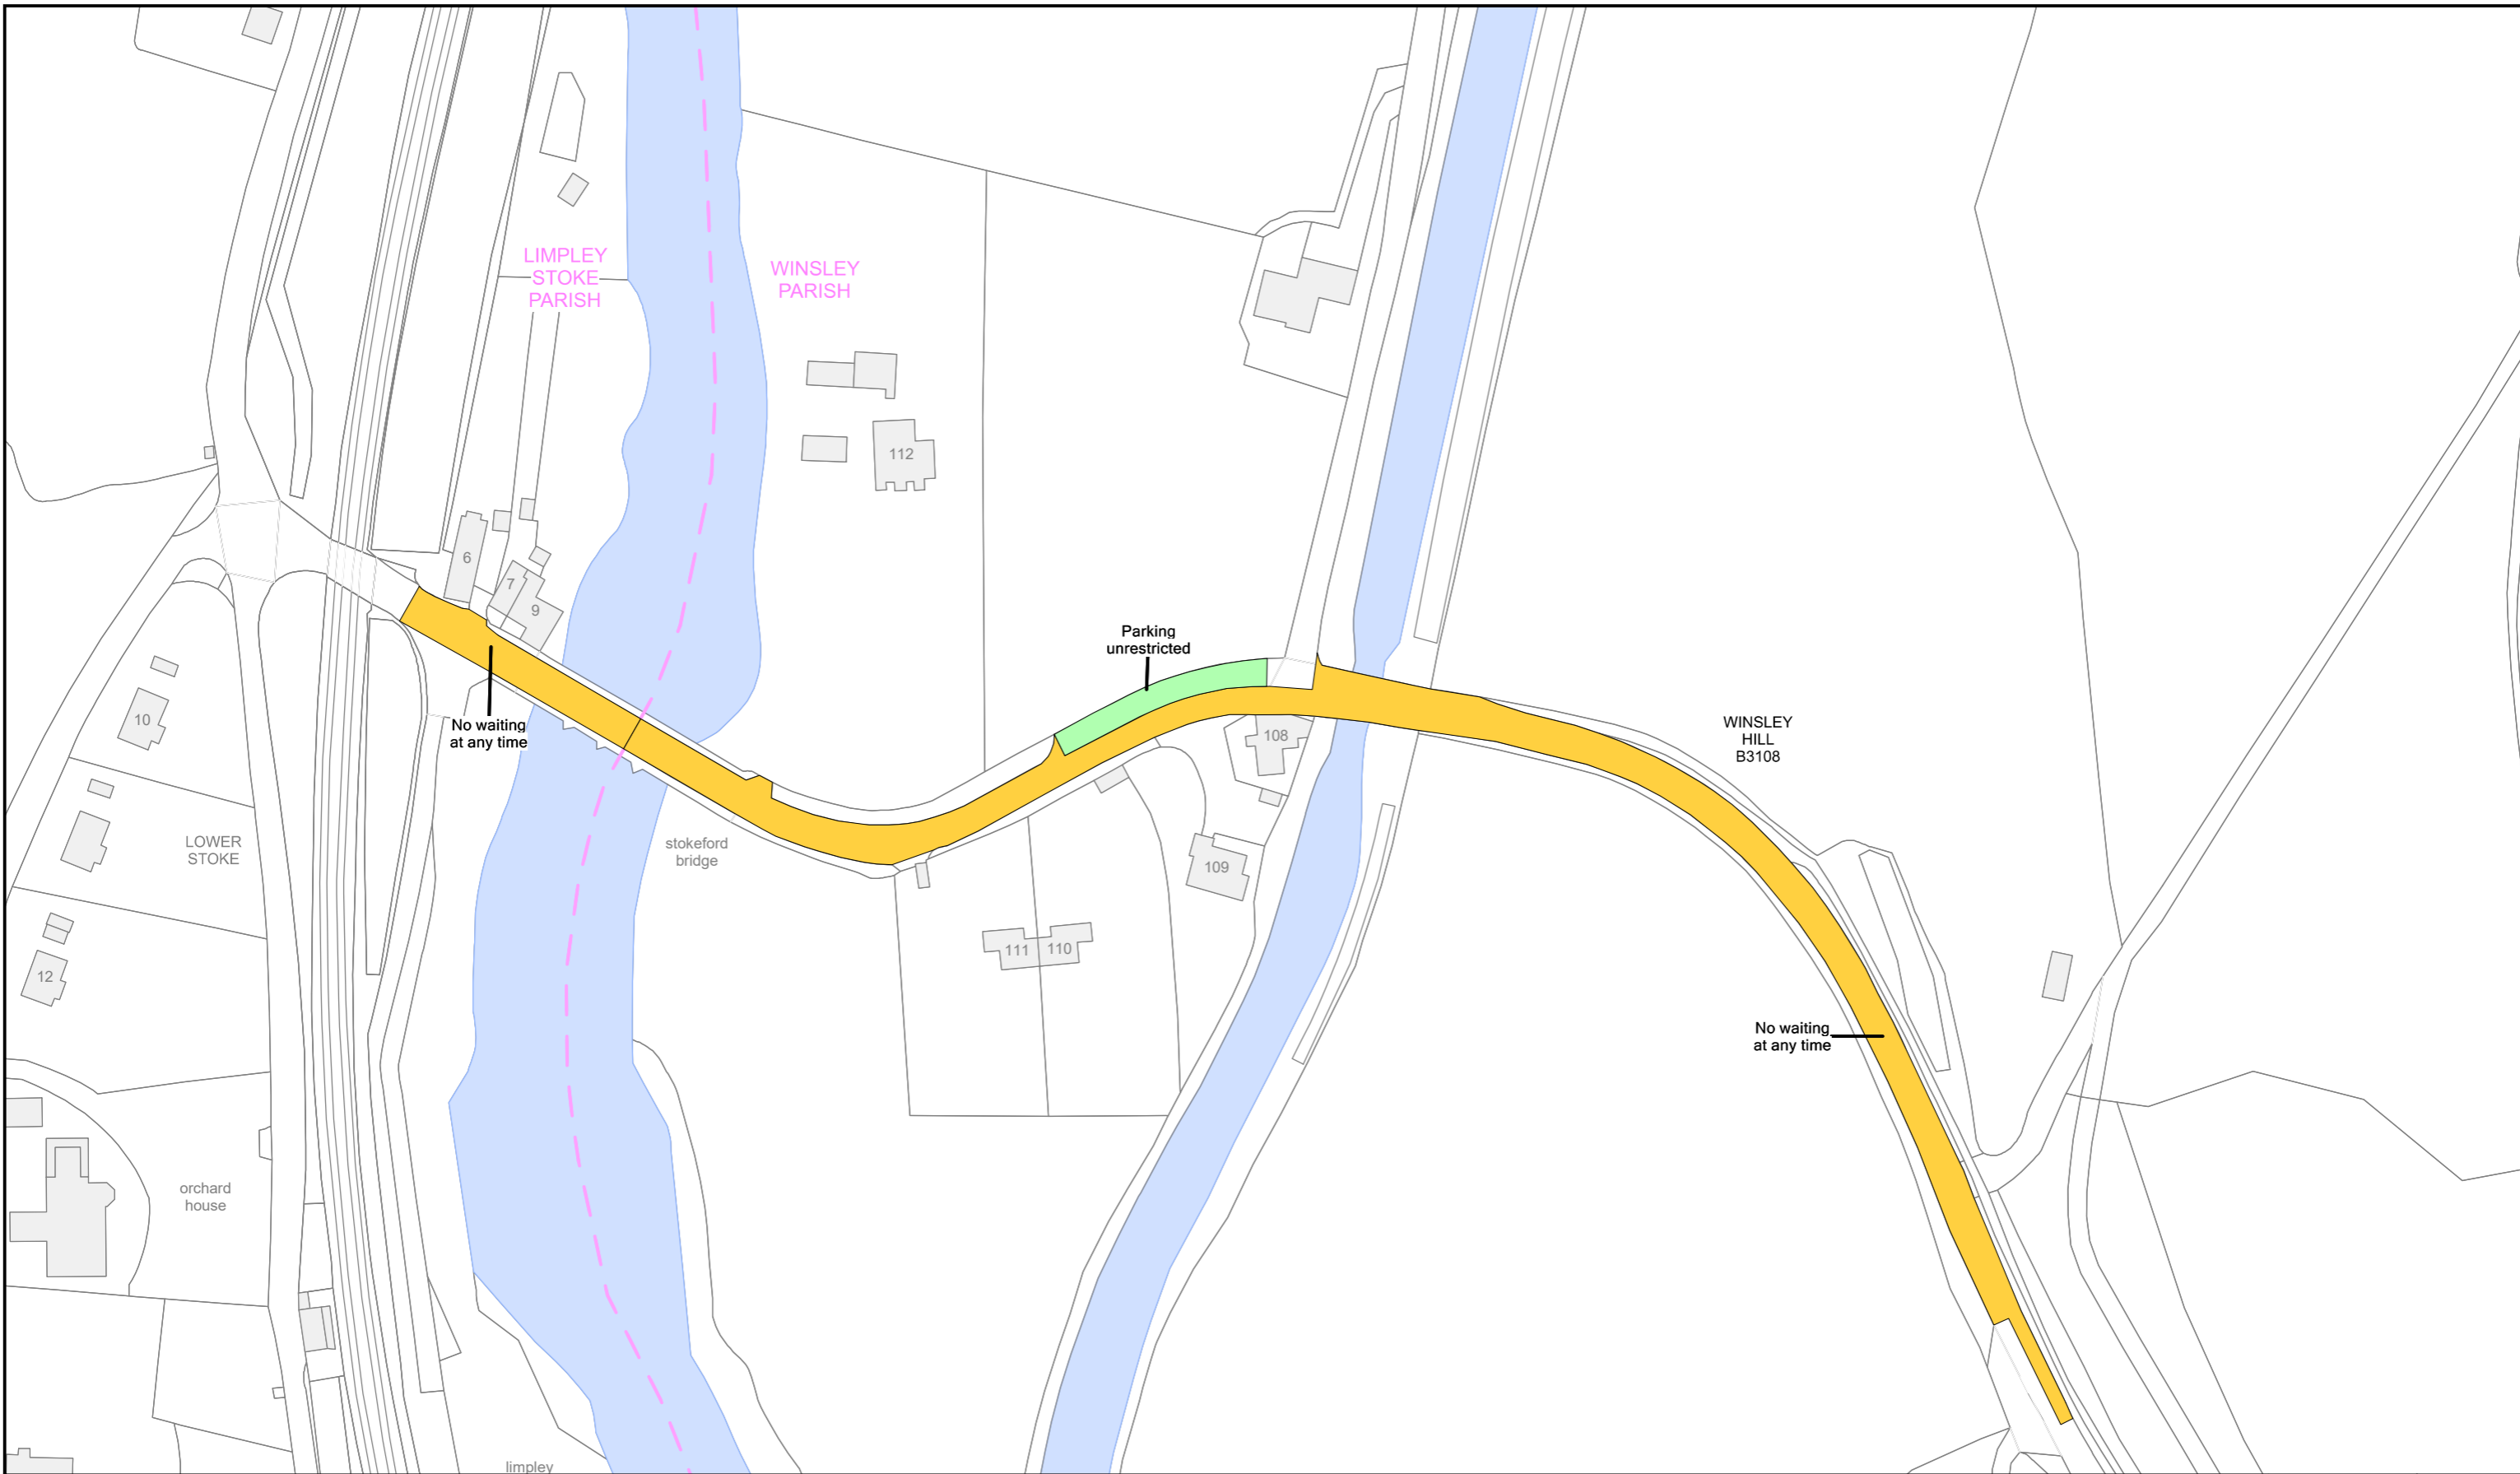 LIMPLEY
STOKE
PARISH
WINSLEY
PARISH
112
6
7
9
Parking
unrestricted
No waiting
at any time
10
108
WINSLEY
HILL
B3108
LOWER
STOKE
stokeford
bridge
109
111
110
12
No waiting
at any time
orchard
house
limpley